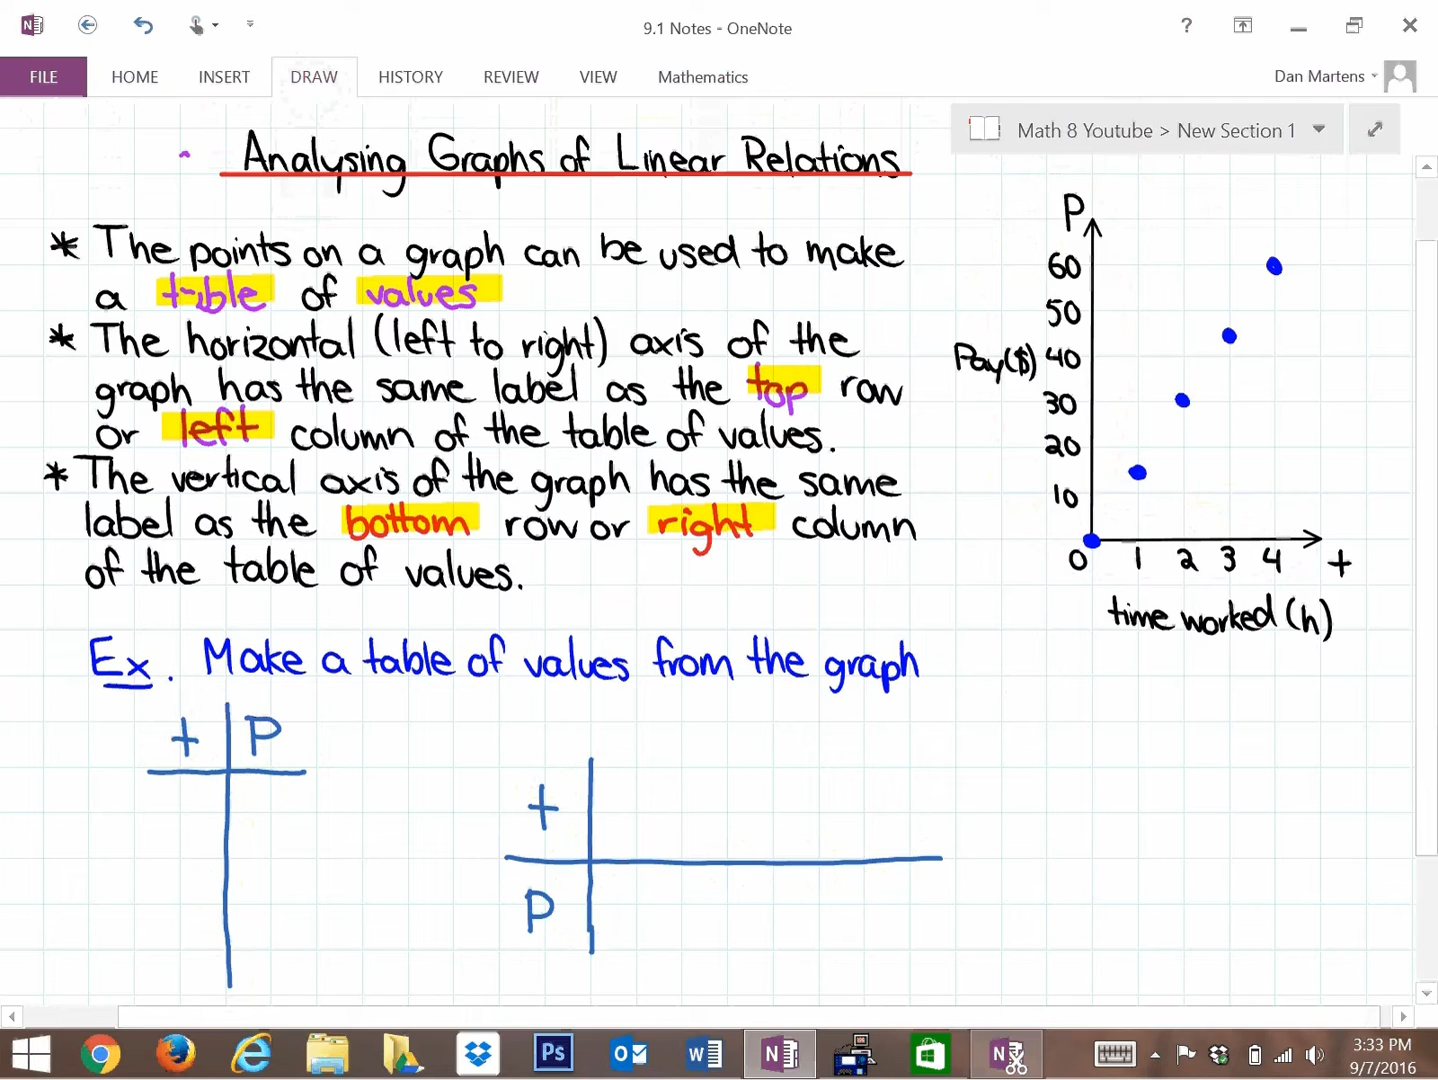 9.1 Notes - OneNote
?
FILE HOME INSERT DRAW HISTORY REVIEW VIEW Mathematics
Dan Martens
Math 8 Youtube > New Section 1
Analysing Graphs of Linear Relations
* The points on a graph can be used to make
a table of values
* The horizontal (left to right) axis of the
graph has the same label as the top row
or left column of the table of values.
* The vertical axis of the graph has the same
label as the bottom row or right column
of the table of values.
P
60
50
Pay($) 40
30
20
10
0 1 2 3 4 t
time worked (h)
Ex. Make a table of values from the graph
t P
t
P
Ps
3:33 PM
9/7/2016